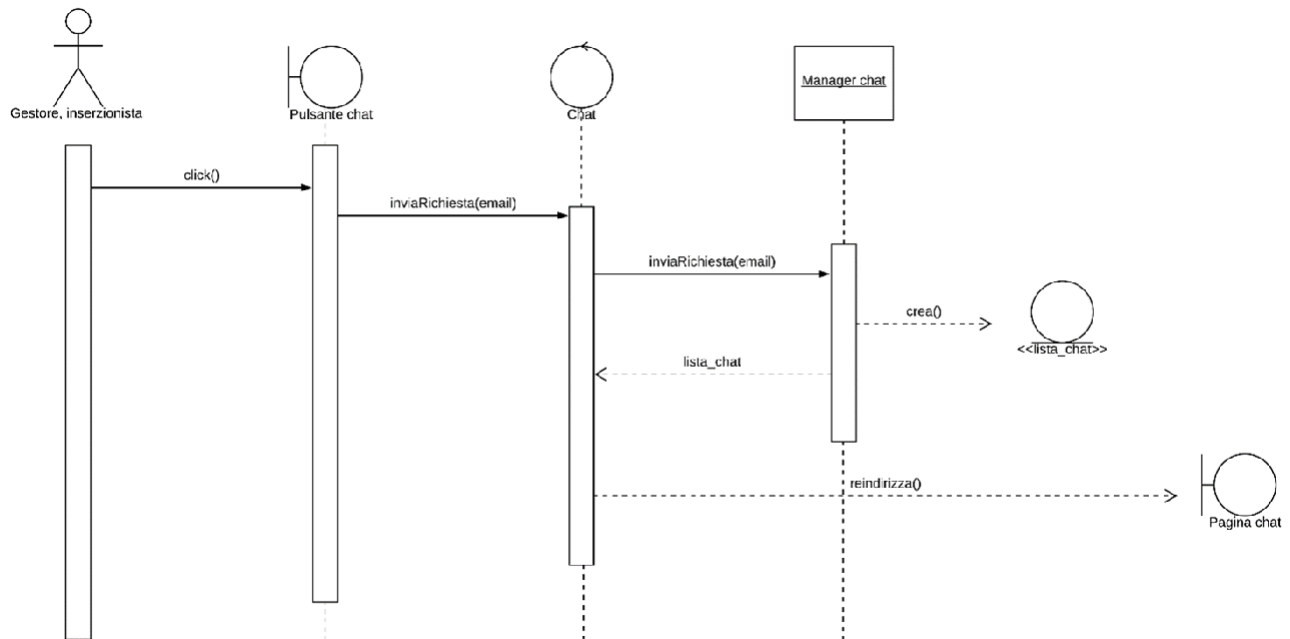 Manager chat
Gestore, inserzionista
Pulsante chat
Chat
click()
inviaRichiesta(email)
inviaRichiesta(email)
crea()
<<lista_chat>>
lista_chat
reindirizza()
Pagina chat